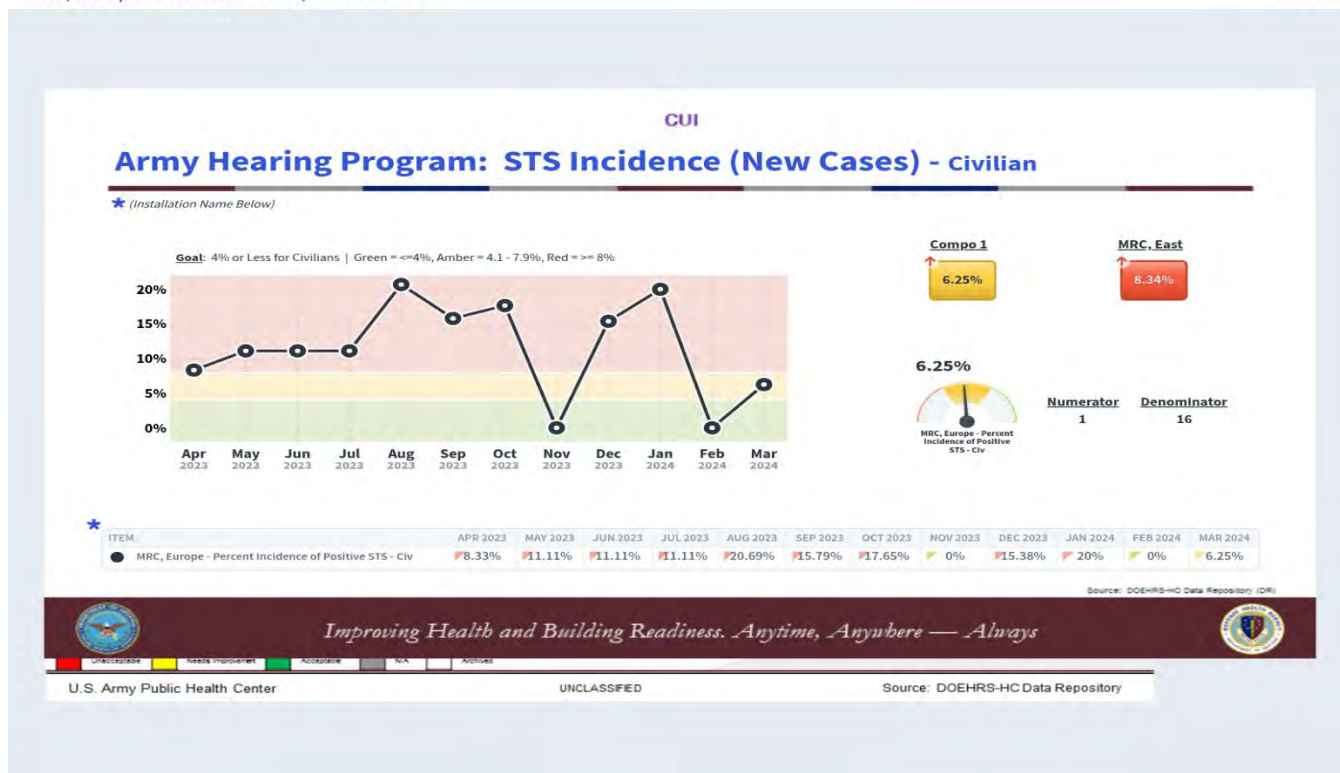 CUI
Army Hearing Program: STS Incidence (New Cases) - Civilian
* (Installation Name Below)
Goal: 4% or Less for Civilians | Green = <=4%, Amber = 4.1 - 7.9%, Red = >= 8%
20%
15%
10%
5%
0%
Apr May Jun Jul Aug Sep Oct Nov Dec Jan Feb Mar
2023 2023 2023 2023 2023 2023 2023 2023 2023 2024 2024 2024
Compo 1 MRC, East
6.25% 8.34%
6.25%
Numerator Denominator
1 16
MRC, Europe - Percent
Incidence of Positive
STS - Civ
*
ITEM APR 2023 MAY 2023 JUN 2023 JUL 2023 AUG 2023 SEP 2023 OCT 2023 NOV 2023 DEC 2023 JAN 2024 FEB 2024 MAR 2024
MRC, Europe - Percent Incidence of Positive STS - Civ 8.33% 11.11% 11.11% 11.11% 20.69% 15.79% 17.65% 0% 15.38% 20% 0% 6.25%
Source: DOEHRS-HC Data Repository (DR)
Improving Health and Building Readiness. Anytime, Anywhere — Always
Unacceptable Needs Improvement Acceptable N/A Archived
U.S. Army Public Health Center UNCLASSIFIED Source: DOEHRS-HC Data Repository